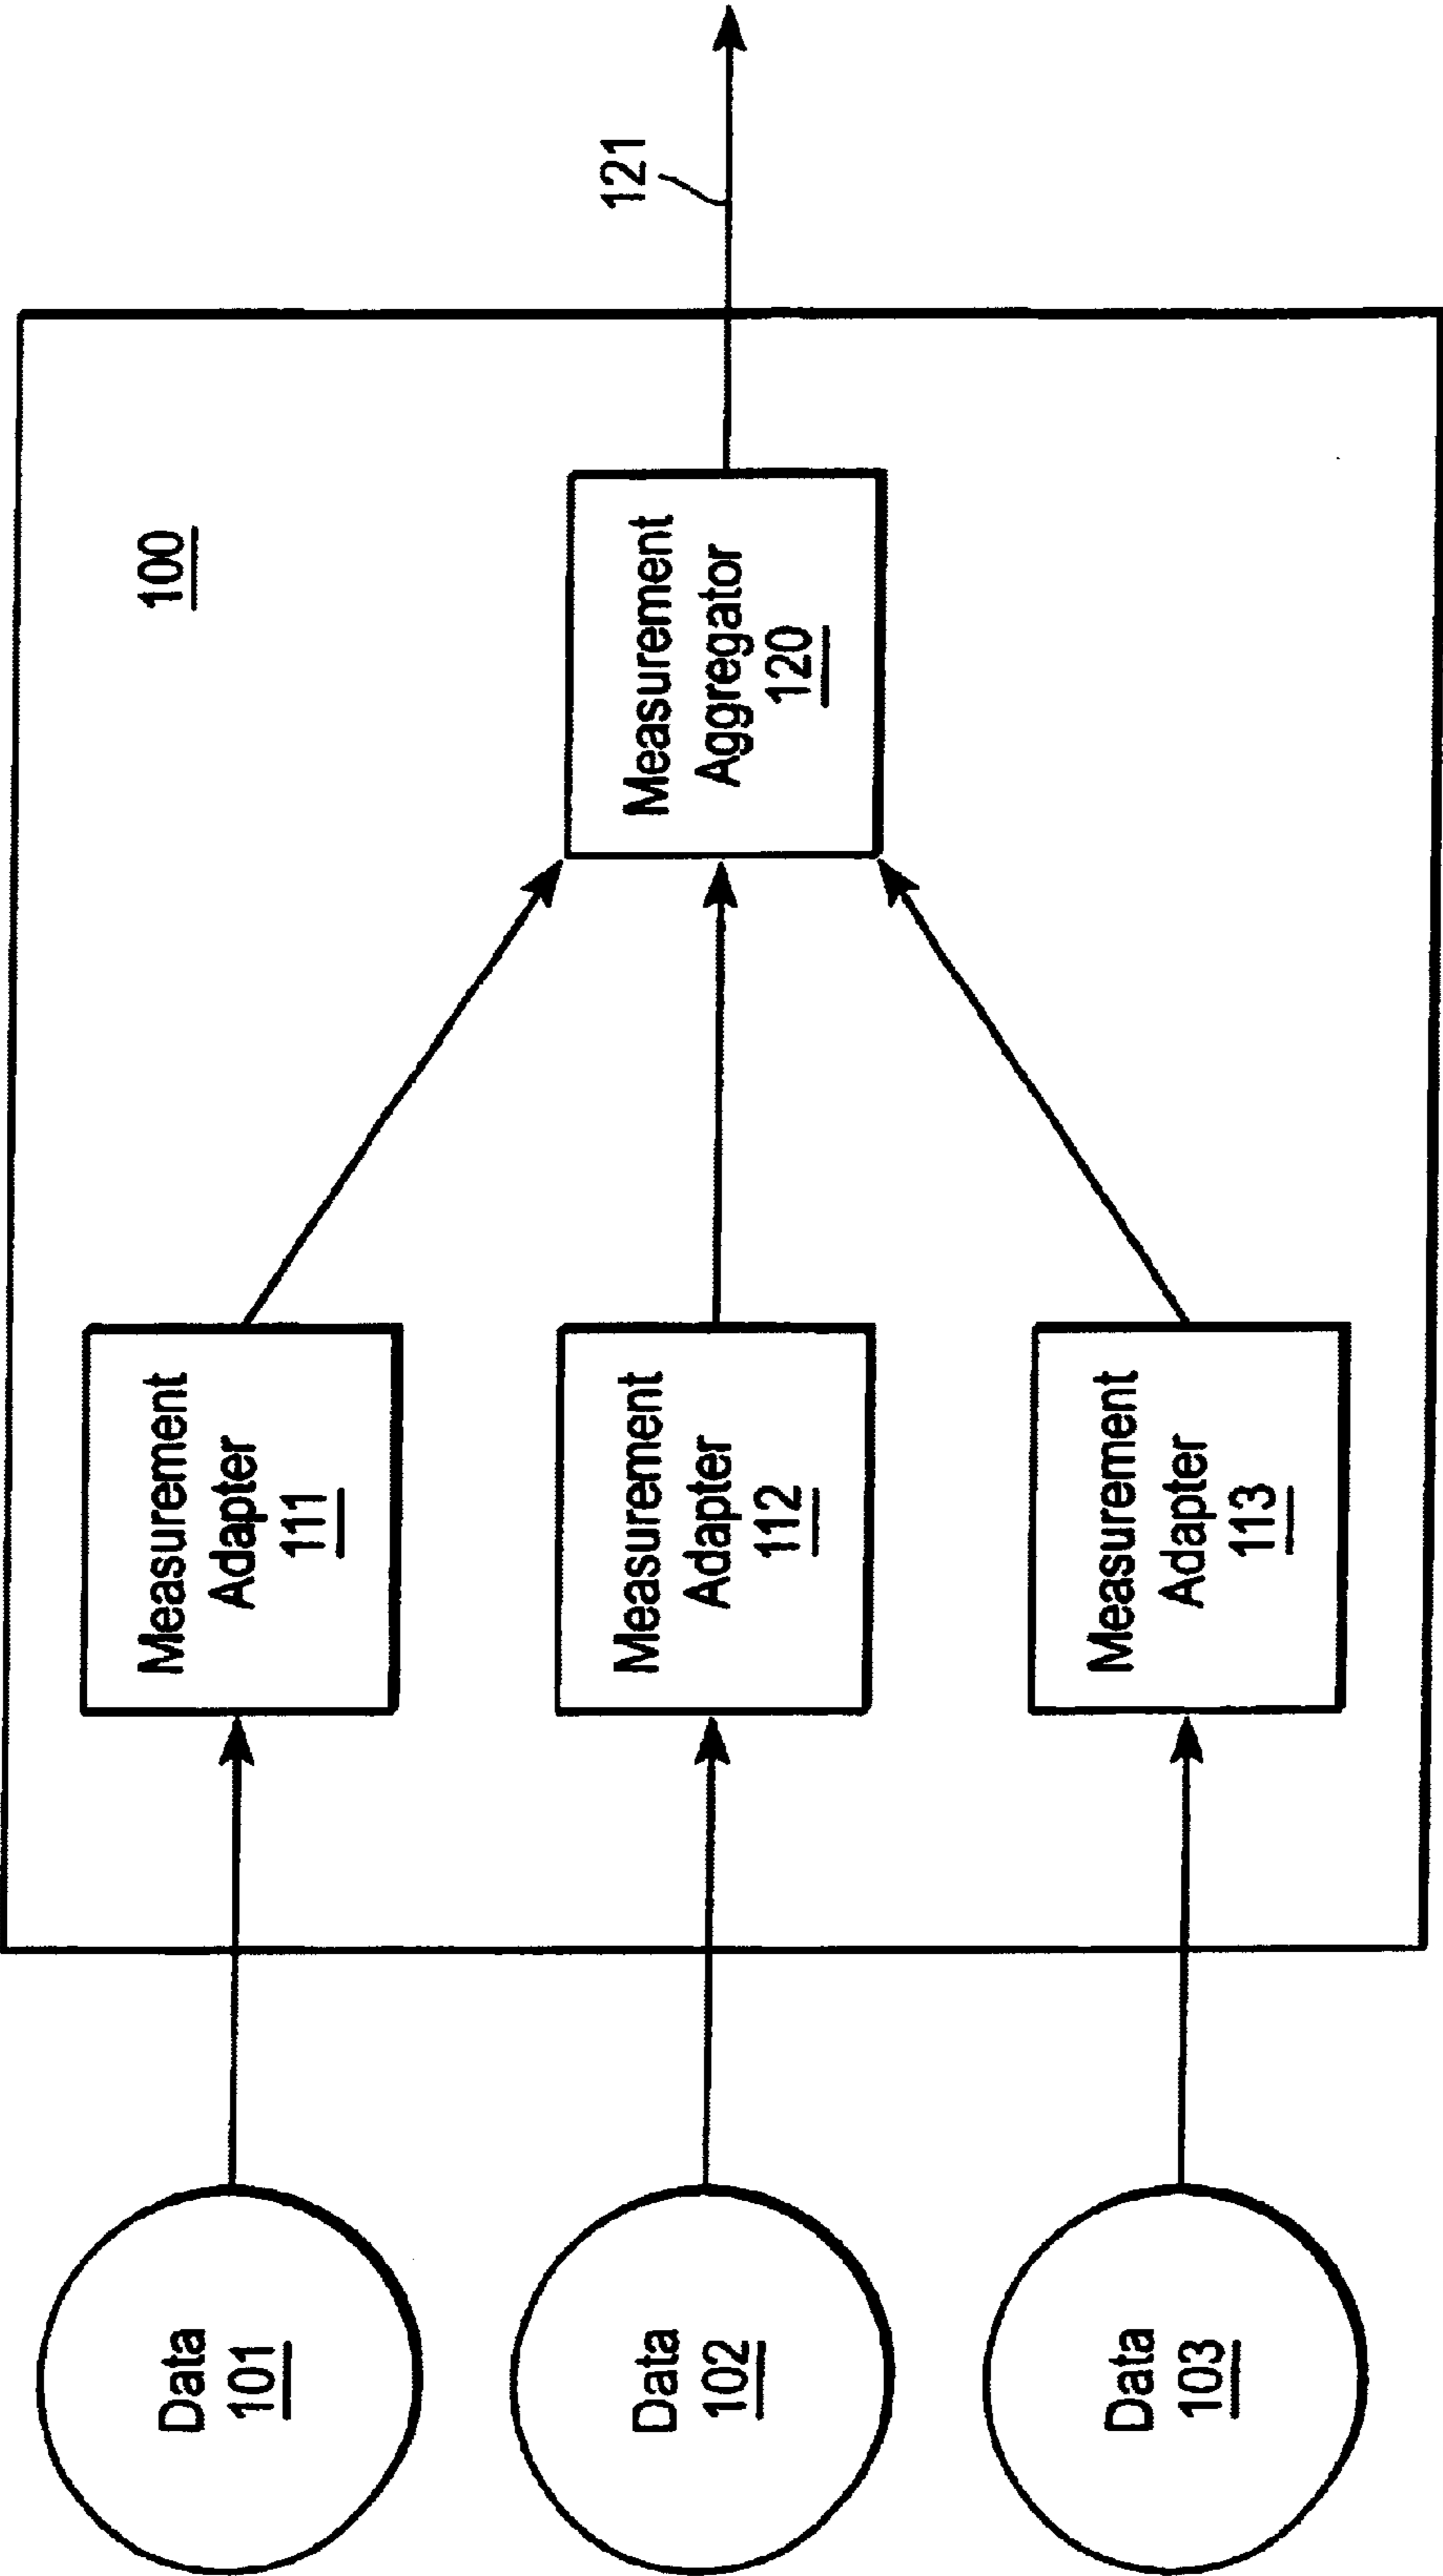 Data
101
Data
102
Data
103
Measurement
Adapter
111
Measurement
Adapter
112
Measurement
Adapter
113
100
Measurement
Aggregator
120
121